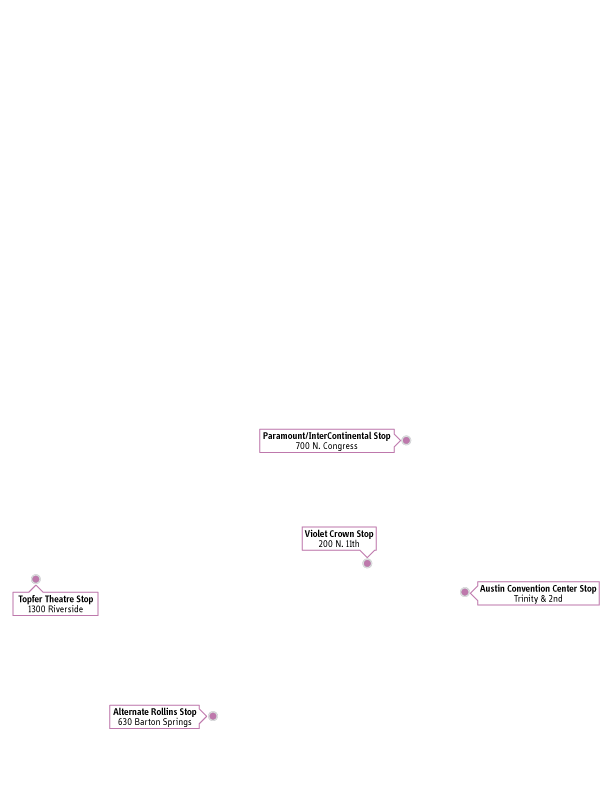 Paramount/InterContinental Stop
700 N. Congress
Violet Crown Stop
200 N. 11th
Austin Convention Center Stop
Trinity & 2nd
Topfer Theatre Stop
1300 Riverside
Alternate Rollins Stop
630 Barton Springs